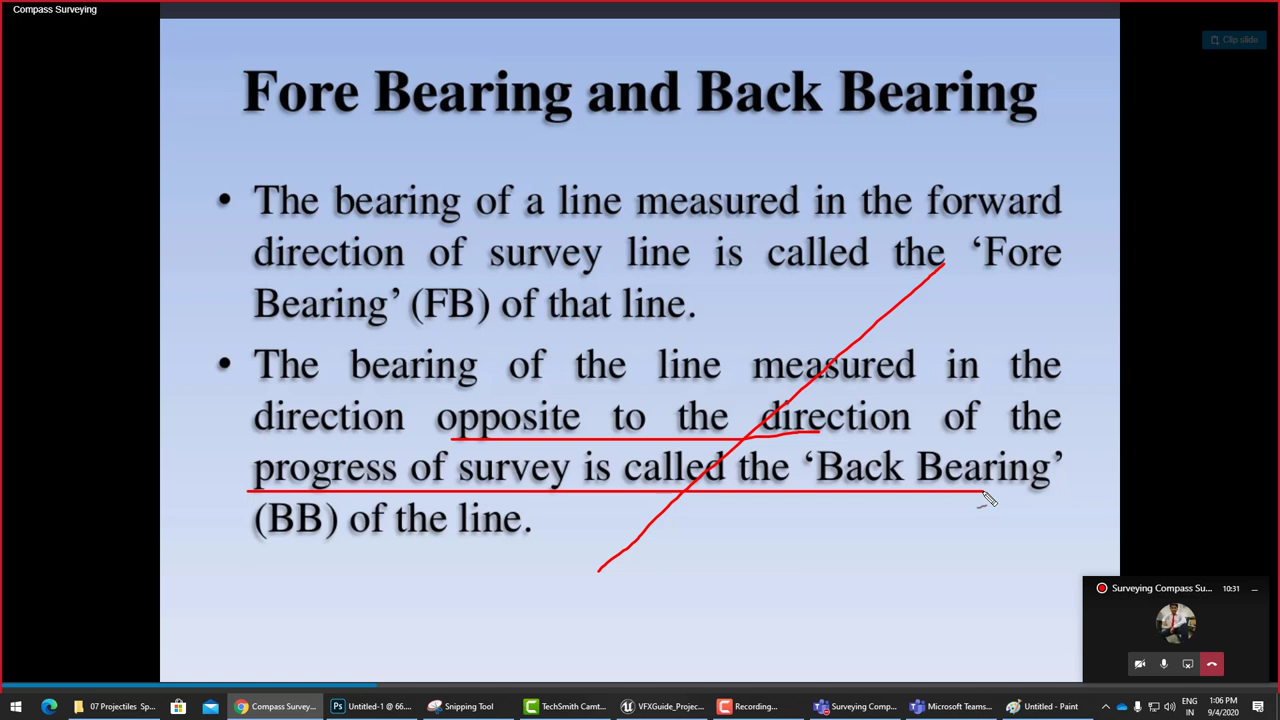 Compass Surveying
Clip slide
Fore Bearing and Back Bearing
• The bearing of a line measured in the forward
direction of survey line is called the ‘Fore
Bearing’ (FB) of that line.
• The bearing of the line measured in the
direction opposite to the direction of the
progress of survey is called the ‘Back Bearing’
(BB) of the line.
Surveying Compass Su... 10:31
07 Projectiles Sp...
Compass Survey...
Untitled-1 @ 66....
Snipping Tool
TechSmith Camt...
VFXGuide_Projec...
Recording...
Surveying Comp...
Microsoft Teams...
Untitled - Paint
ENG
IN
1:06 PM
9/4/2020